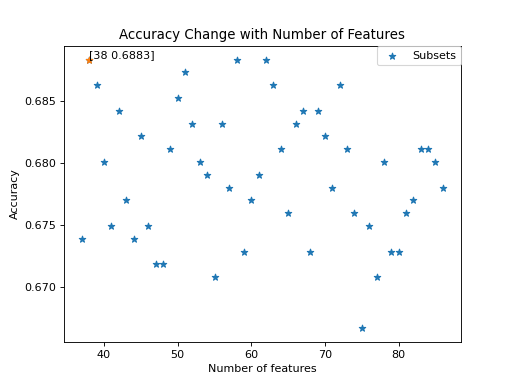 Accuracy Change with Number of Features
[38 0.6883]
Subsets
0.685
0.680
0.675
0.670
Accuracy
40 50 60 70 80
Number of features